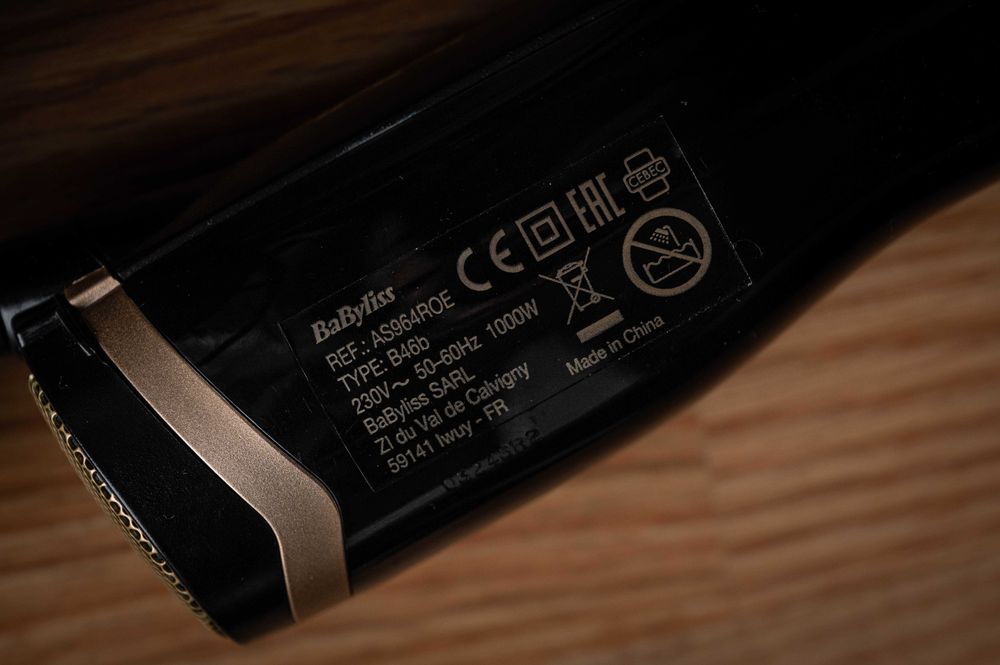 BaByliss
REF.: AS964ROE
TYPE: B46b
230V~ 50-60Hz 1000W
BaByliss SARL
ZI du Val de Calvigny
59141 Iwuy - FR
CE
EAC
CEBEC
Made in China